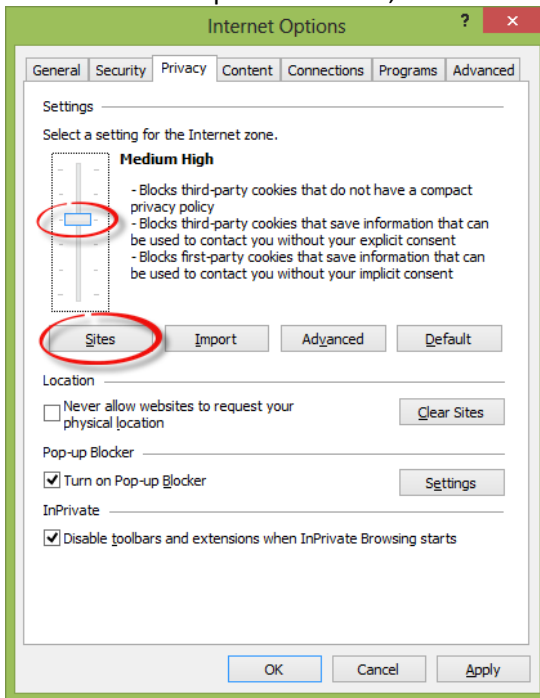 Internet Options
? ×
General Security Privacy Content Connections Programs Advanced
Settings
Select a setting for the Internet zone.
Medium High
- Blocks third-party cookies that do not have a compact
privacy policy
- Blocks third-party cookies that save information that can
be used to contact you without your explicit consent
- Blocks first-party cookies that save information that can
be used to contact you without your implicit consent
Sites Import Advanced Default
Location
Never allow websites to request your
physical location
Clear Sites
Pop-up Blocker
Turn on Pop-up Blocker
Settings
InPrivate
Disable toolbars and extensions when InPrivate Browsing starts
OK Cancel Apply